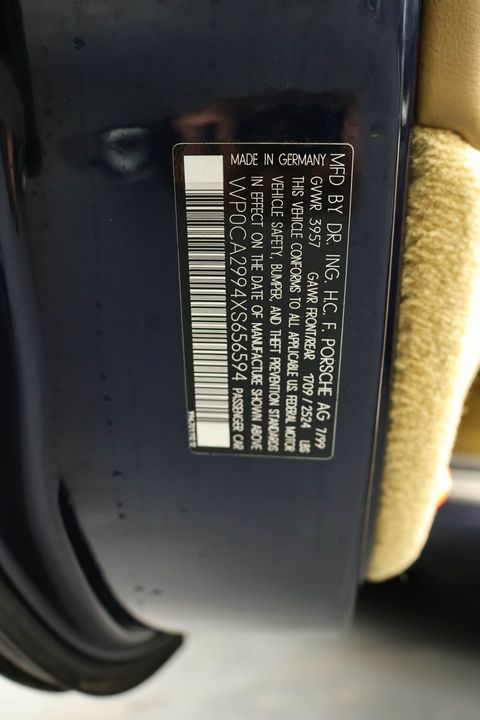 MFD BY DR. ING. H.C. F. PORSCHE AG 7/99
GVWR 3957 GAWR FRONT/REAR 1709 / 2524 LBS
THIS VEHICLE CONFORMS TO ALL APPLICABLE U.S. FEDERAL MOTOR
VEHICLE SAFETY, BUMPER, AND THEFT PREVENTION STANDARDS
IN EFFECT ON THE DATE OF MANUFACTURE SHOWN ABOVE
WP0CA2994XS656594 PASSENGER CAR
MADE IN GERMANY